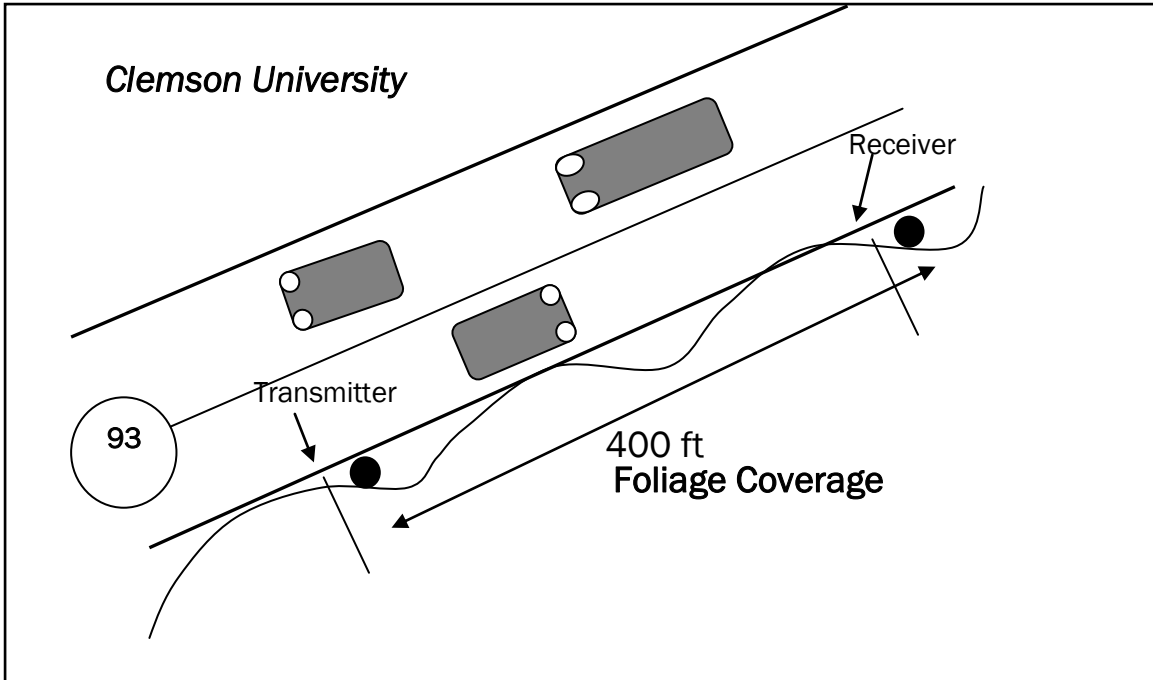 Clemson University
Receiver
Transmitter
93
400 ft
Foliage Coverage